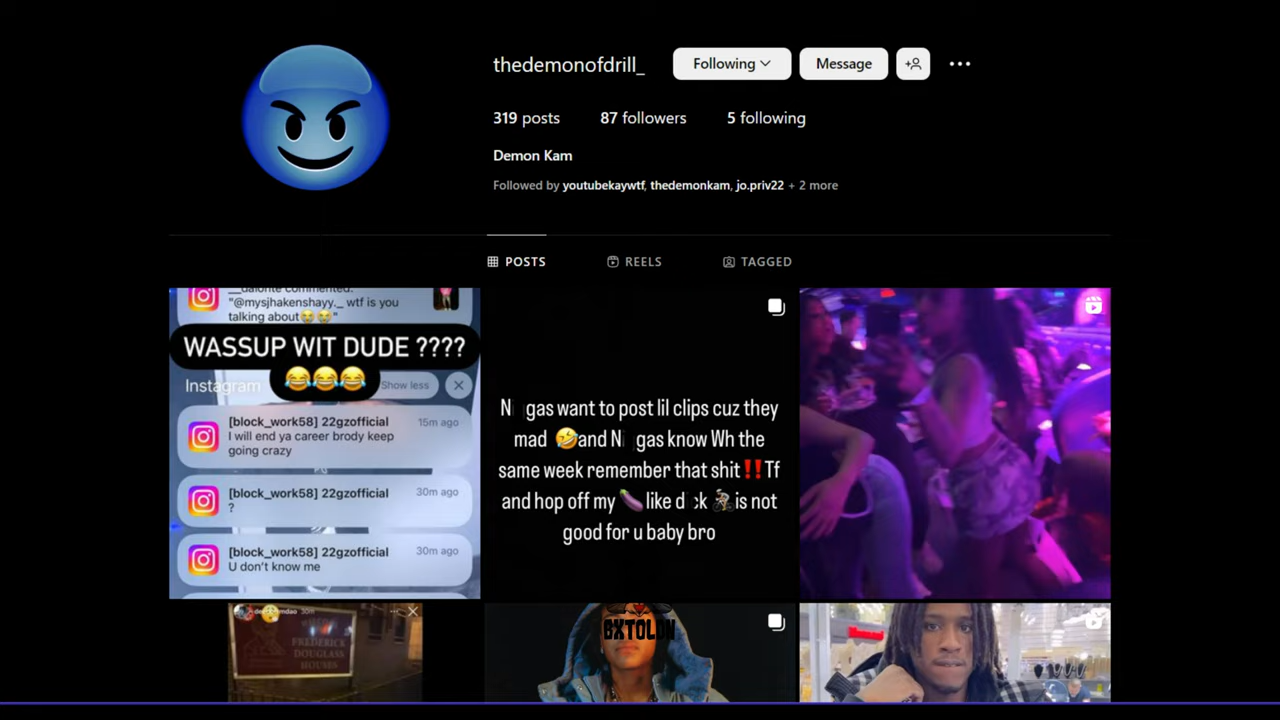 thedemonofdrill_
Following
Message
319 posts
87 followers
5 following
Demon Kam
Followed by youtubekaywtf, thedemonkam, jo.priv22 + 2 more
POSTS
REELS
TAGGED
commented:
"@mysjhakenshayy._ wtf is you
talking about😭😭"
WASSUP WIT DUDE ????
😂😂😂
Instagram
Show less
[block_work58] 22gzofficial
15m ago
I will end ya career brody keep
going crazy
[block_work58] 22gzofficial
30m ago
?
[block_work58] 22gzofficial
30m ago
U don't know me
N gas want to post lil clips cuz they
mad 🤣and N gas know Wh the
same week remember that shit‼️Tf
and hop off my 🍆like d ck 🚴is not
good for u baby bro
FREDERICK
DOUGLASS
HOUSES